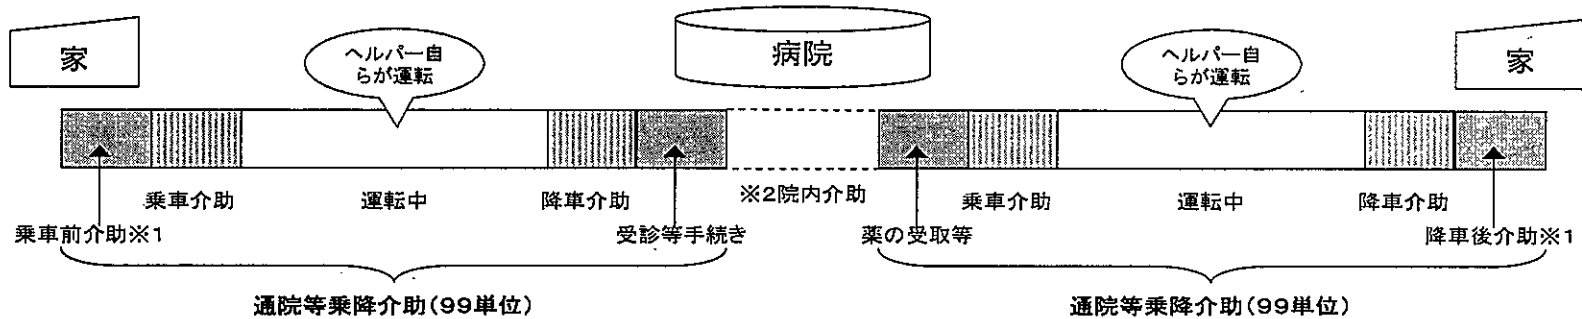 家
ヘルパー自
らが運転
病院
ヘルパー自
らが運転
家
乗車介助
運転中
降車介助
※2院内介助
乗車介助
運転中
降車介助
乗車前介助※1
受診等手続き
薬の受取等
降車後介助※1
通院等乗降介助(99単位)
通院等乗降介助(99単位)